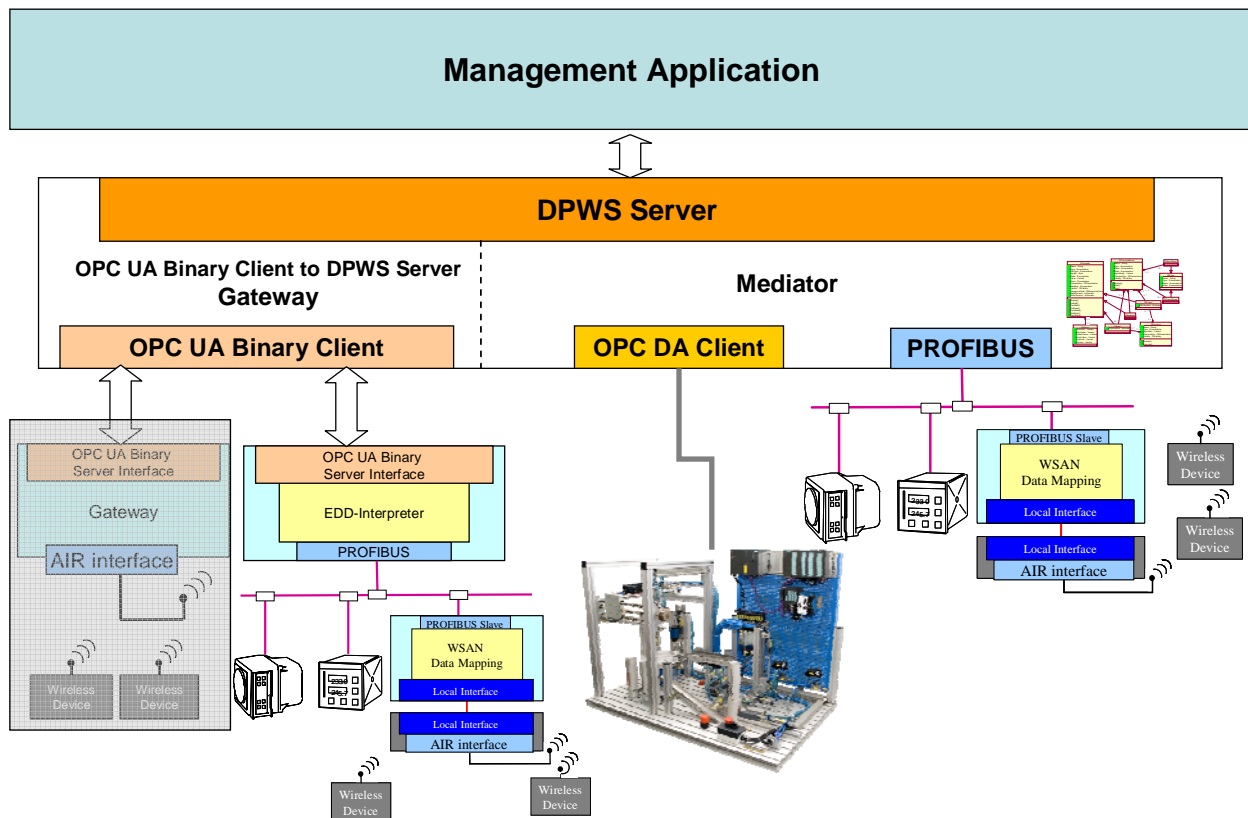 Management Application
DPWS Server
OPC UA Binary Client to DPWS Server
Gateway
Mediator
OPC UA Binary Client
OPC DA Client
PROFIBUS
OPC UA Binary
Server Interface
Gateway
AIR interface
Wireless
Device
Wireless
Device
OPC UA Binary
Server Interface
EDD-Interpreter
PROFIBUS
PROFIBUS Slave
WSAN
Data Mapping
Local Interface
Local Interface
AIR interface
Wireless
Device
Wireless
Device
PROFIBUS Slave
WSAN
Data Mapping
Local Interface
Local Interface
AIR interface
Wireless
Device
Wireless
Device